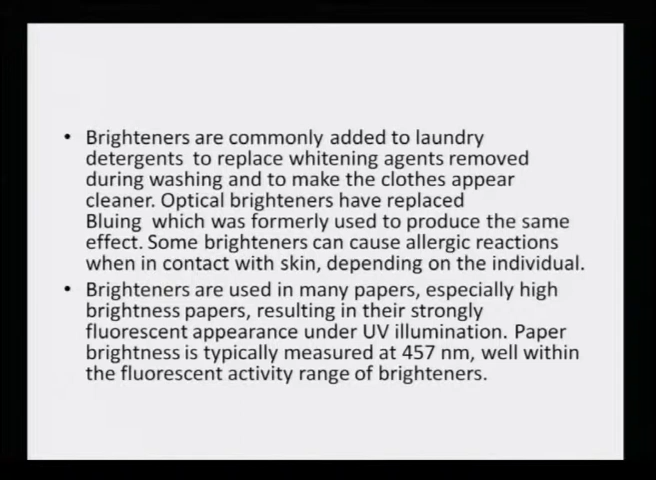 • Brighteners are commonly added to laundry
detergents to replace whitening agents removed
during washing and to make the clothes appear
cleaner. Optical brighteners have replaced
Bluing which was formerly used to produce the same
effect. Some brighteners can cause allergic reactions
when in contact with skin, depending on the individual.
• Brighteners are used in many papers, especially high
brightness papers, resulting in their strongly
fluorescent appearance under UV illumination. Paper
brightness is typically measured at 457 nm, well within
the fluorescent activity range of brighteners.